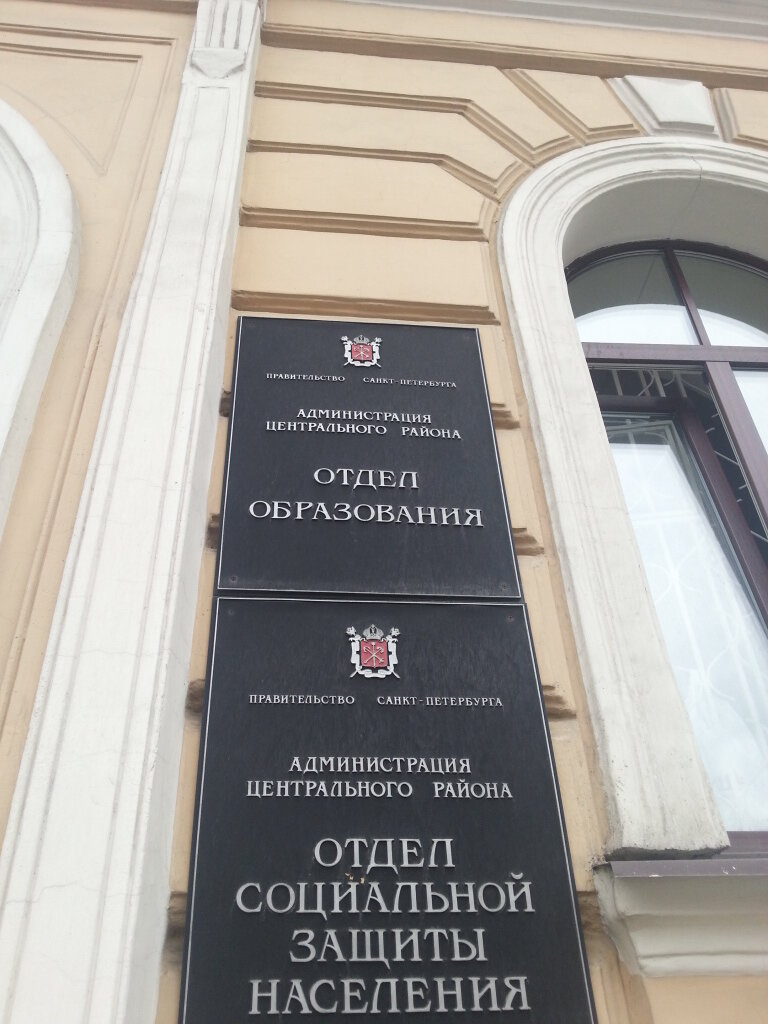 ПРАВИТЕЛЬСТВО САНКТ-ПЕТЕРБУРГА
АДМИНИСТРАЦИЯ
ЦЕНТРАЛЬНОГО РАЙОНА
ОТДЕЛ
ОБРАЗОВАНИЯ
ПРАВИТЕЛЬСТВО САНКТ-ПЕТЕРБУРГА
АДМИНИСТРАЦИЯ
ЦЕНТРАЛЬНОГО РАЙОНА
ОТДЕЛ
СОЦИАЛЬНОЙ
ЗАЩИТЫ
НАСЕЛЕНИЯ